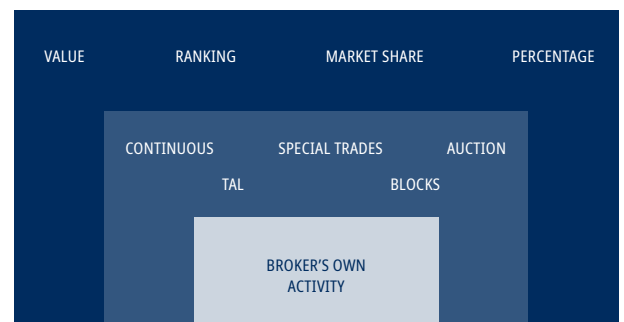 VALUE RANKING MARKET SHARE PERCENTAGE
CONTINUOUS SPECIAL TRADES AUCTION
TAL BLOCKS
BROKER'S OWN
ACTIVITY